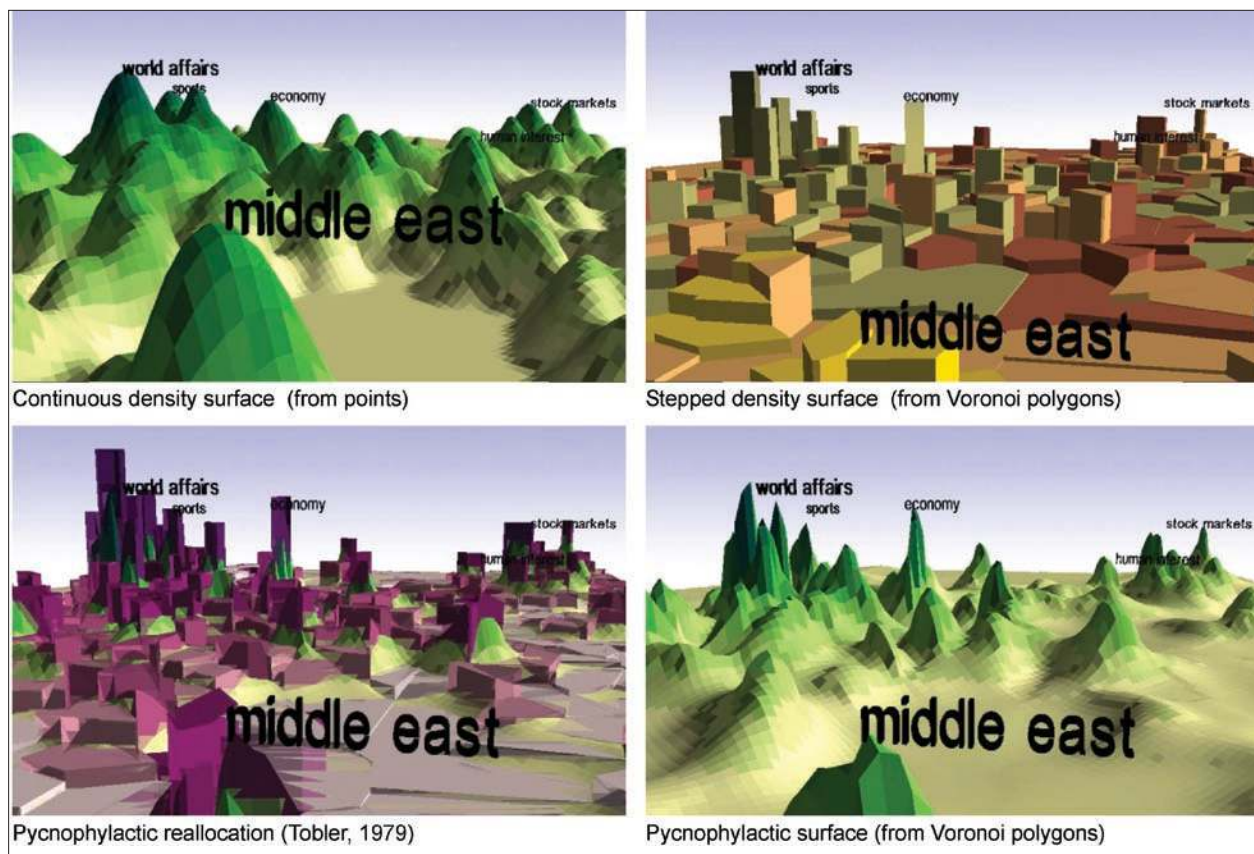 world affairs
sports
economy
stock markets
human interest
middle east
Continuous density surface (from points)
world affairs
sports
economy
stock markets
human interest
middle east
Stepped density surface (from Voronoi polygons)
world affairs
sports
economy
stock markets
human interest
middle east
Pycnophylactic reallocation (Tobler, 1979)
world affairs
sports
economy
stock markets
human interest
middle east
Pycnophylactic surface (from Voronoi polygons)